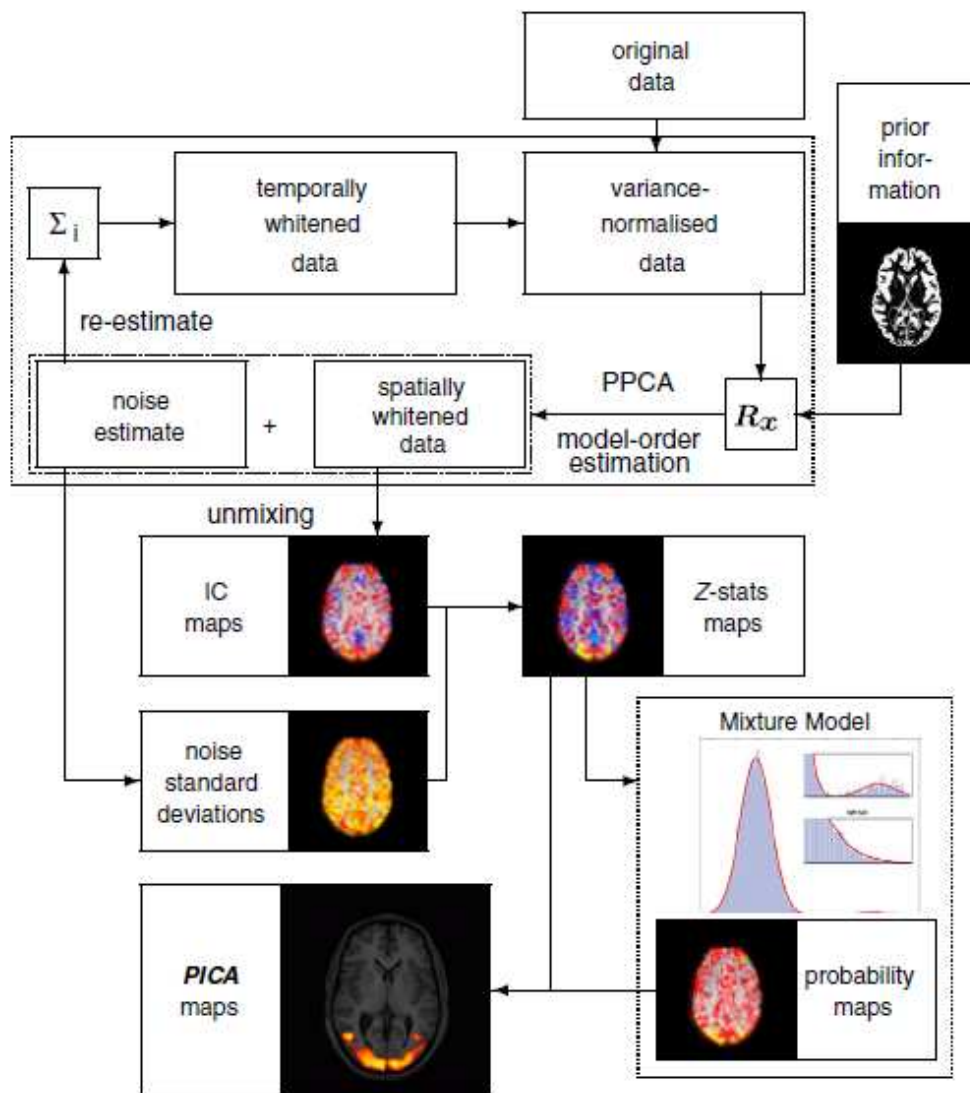 original
data
prior
infor-
mation
Σ i
temporally
whitened
data
variance-
normalised
data
re-estimate
noise
estimate
+
spatially
whitened
data
PPCA
model-order
estimation
Rx
unmixing
IC
maps
Z-stats
maps
noise
standard
deviations
Mixture Model
PICA
maps
probability
maps